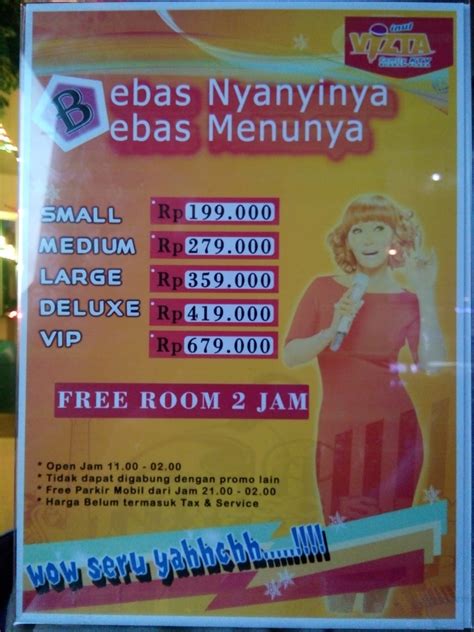 inul
VIZTA
Bebas Nyanyinya
Bebas Menunya
SMALL Rp 199.000
MEDIUM Rp 279.000
LARGE Rp 359.000
DELUXE Rp 419.000
VIP Rp 679.000
FREE ROOM 2 JAM
* Open Jam 11.00 - 02.00
* Tidak dapat digabung dengan promo lain
* Free Parkir Mobil dari Jam 21.00 - 02.00
* Harga Belum termasuk Tax & Service
wow seru yahhchh.....!!!!